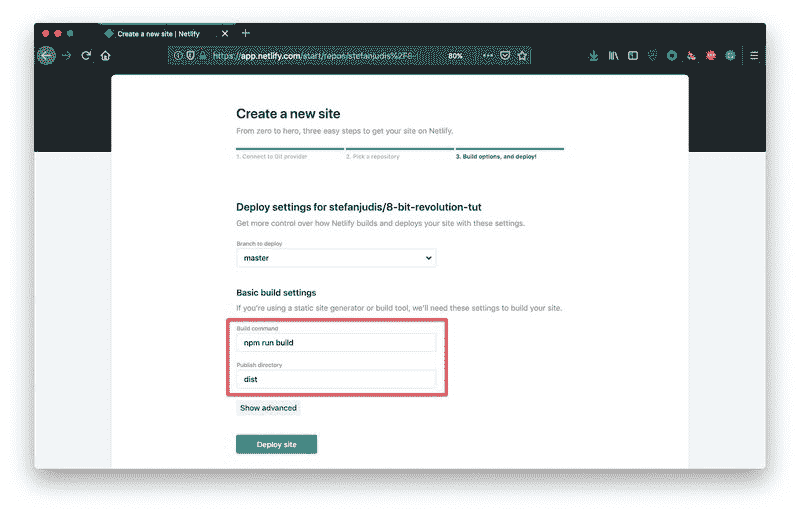 Create a new site | Netlify
https://app.netlify.com/start/repos/stefanjudis%2F8-
80%
Create a new site
From zero to hero, three easy steps to get your site on Netlify.
1. Connect to Git provider
2. Pick a repository
3. Build options, and deploy!
Deploy settings for stefanjudis/8-bit-revolution-tut
Get more control over how Netlify builds and deploys your site with these settings.
Branch to deploy
master
Basic build settings
If you're using a static site generator or build tool, we'll need these settings to build your site.
Build command
npm run build
Publish directory
dist
Show advanced
Deploy site